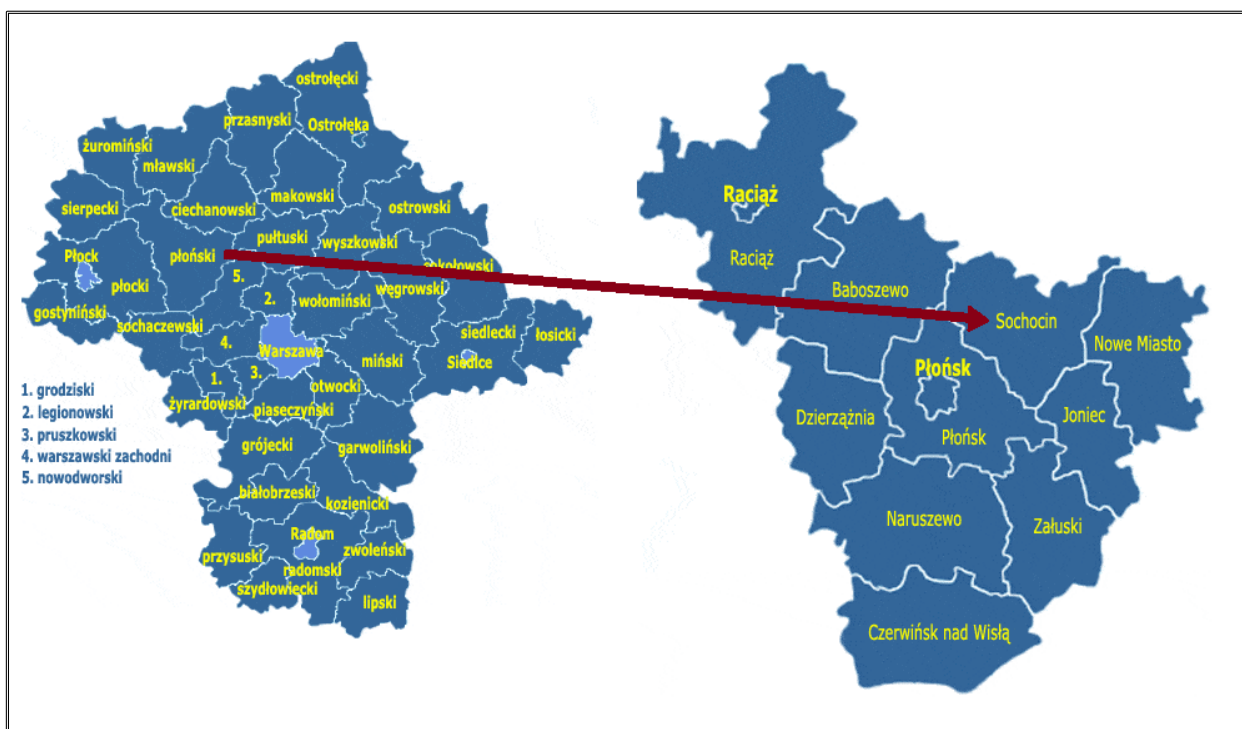 ostrołęcki
przasnyski
Ostrołęka
żuromiński
mławski
makowski
sierpecki
ciechanowski
ostrowski
pułtuski
wyszkowski
Płock
płoński
sokołowski
5.
płocki
węgrowski
2.
wołomiński
gostyniński
sochaczewski
siedlecki
łosicki
4.
Warszawa
miński
Siedlce
3.
1.
otwocki
żyrardowski
piaseczyński
grójecki
garwoliński
białobrzeski
kozienicki
Radom
przysuski
zwoleński
radomski
szydłowiecki
lipski
1. grodziski
2. legionowski
3. pruszkowski
4. warszawski zachodni
5. nowodworski
Raciąż
Raciąż
Baboszewo
Sochocin
Nowe Miasto
Płońsk
Dzierzążnia
Joniec
Płońsk
Naruszewo
Załuski
Czerwińsk nad Wisłą